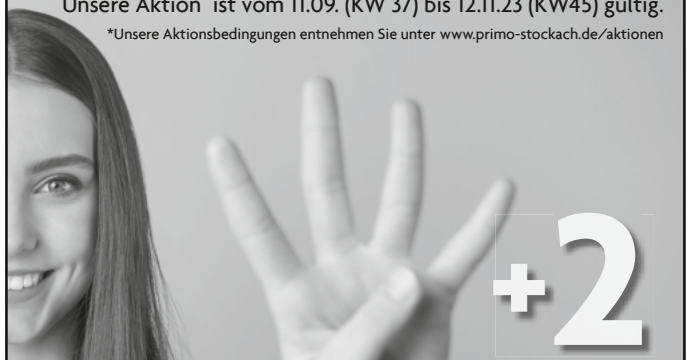 Unsere Aktion ist vom 11.09. (KW 37) bis 12.11.23 (KW45) gültig.
*Unsere Aktionsbedingungen entnehmen Sie unter www.primo-stockach.de/aktionen
+2